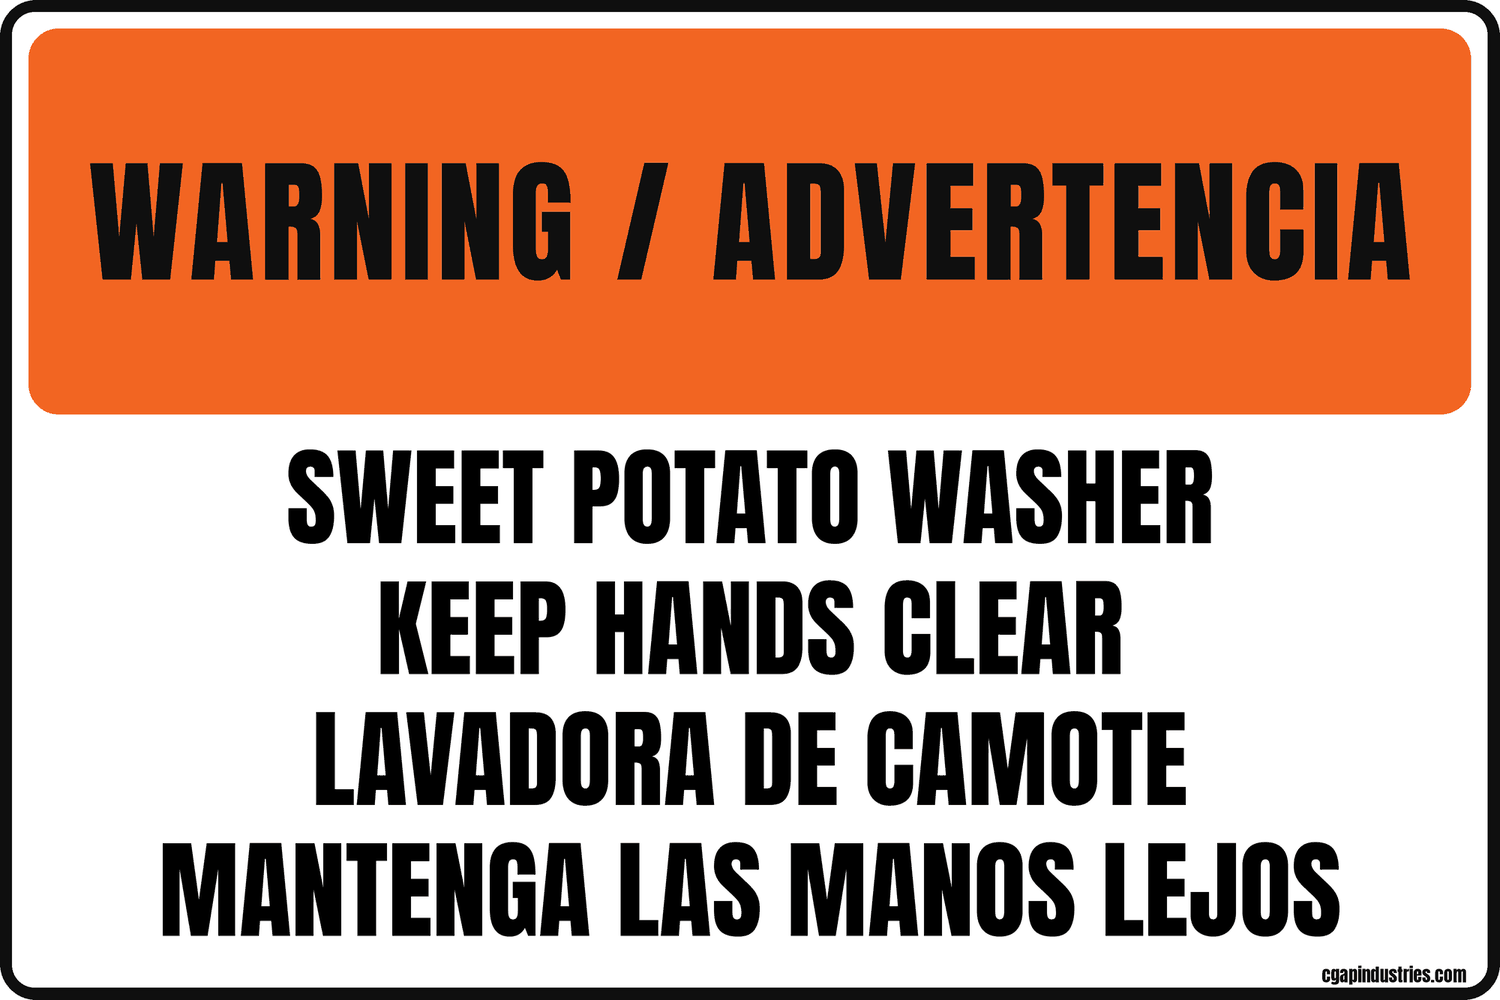 WARNING / ADVERTENCIA
SWEET POTATO WASHER
KEEP HANDS CLEAR
LAVADORA DE CAMOTE
MANTENGA LAS MANOS LEJOS
cgapindustries.com